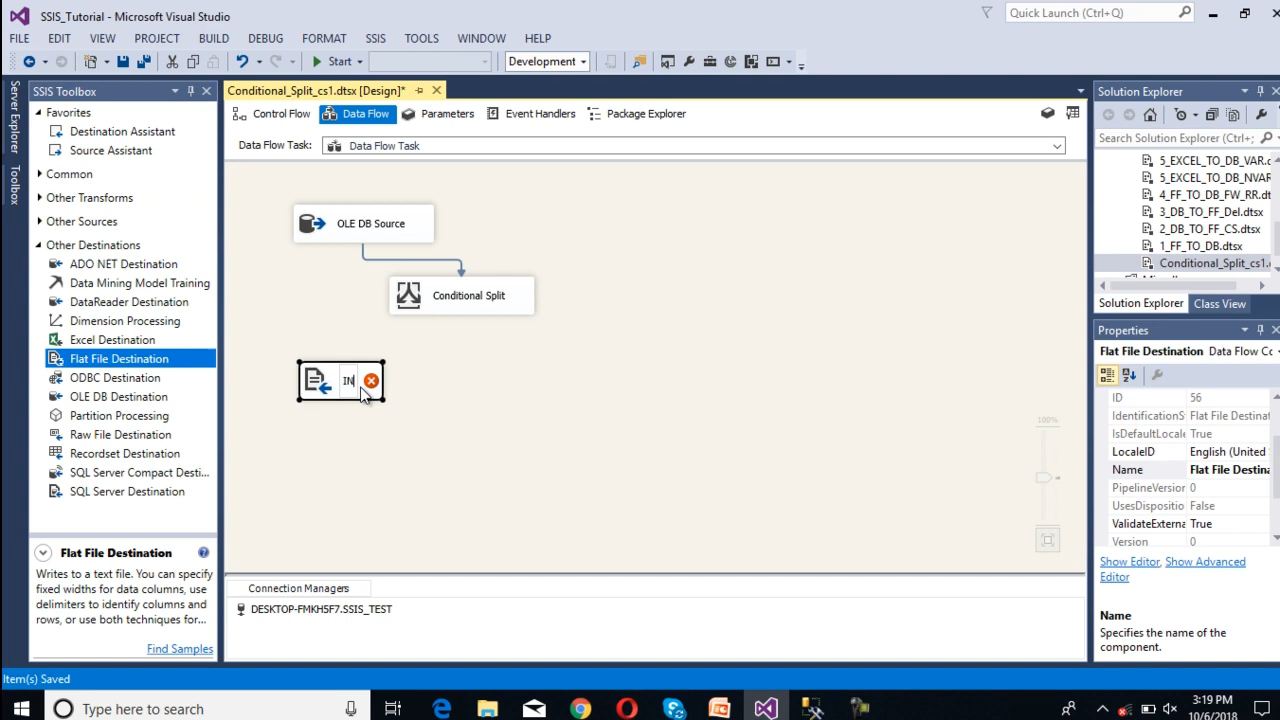 SSIS_Tutorial - Microsoft Visual Studio
Quick Launch (Ctrl+Q)
FILE EDIT VIEW PROJECT BUILD DEBUG FORMAT SSIS TOOLS WINDOW HELP
Start
Development
Server Explorer
Toolbox
SSIS Toolbox
Favorites
Destination Assistant
Source Assistant
Common
Other Transforms
Other Sources
Other Destinations
ADO NET Destination
Data Mining Model Training
DataReader Destination
Dimension Processing
Excel Destination
Flat File Destination
ODBC Destination
OLE DB Destination
Partition Processing
Raw File Destination
Recordset Destination
SQL Server Compact Desti...
SQL Server Destination
Flat File Destination
Writes to a text file. You can specify
fixed widths for data columns, use
delimiters to identify columns and
rows, or use both techniques for...
Find Samples
Conditional_Split_cs1.dtsx [Design]*
Control Flow Data Flow Parameters Event Handlers Package Explorer
Data Flow Task: Data Flow Task
OLE DB Source
Conditional Split
IN
100%
Connection Managers
DESKTOP-FMKH5F7.SSIS_TEST
Solution Explorer
Search Solution Explorer (Ctrl+;
5_EXCEL_TO_DB_VAR.d
5_EXCEL_TO_DB_NVAR
4_FF_TO_DB_FW_RR.dtsx
3_DB_TO_FF_Del.dtsx
2_DB_TO_FF_CS.dtsx
1_FF_TO_DB.dtsx
Conditional_Split_cs1.
Solution Explorer Class View
Properties
Flat File Destination Data Flow Co
ID 56
IdentificationS Flat File Destinat
IsDefaultLocale True
LocaleID English (United
Name Flat File Destina
PipelineVersion 0
UsesDispositio False
ValidateExterna True
Version 0
Show Editor, Show Advanced
Editor
Name
Specifies the name of the
component.
Item(s) Saved
Type here to search
3:19 PM
10/6/2018